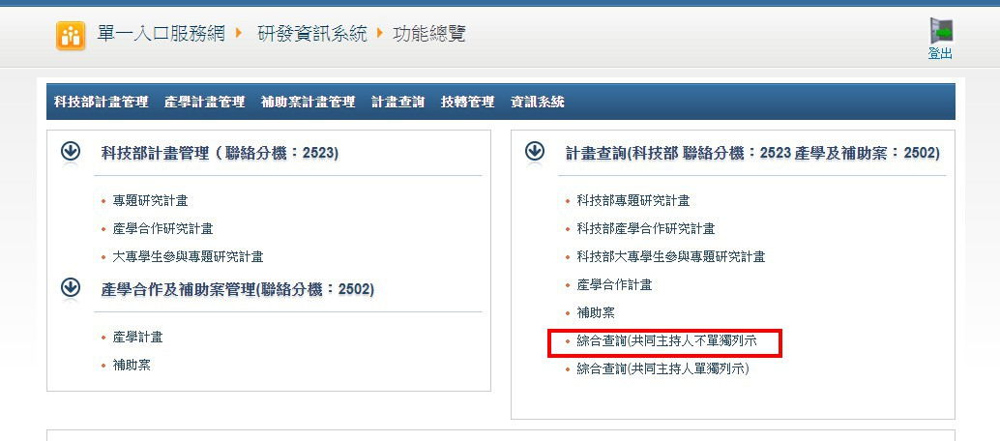 單一入口服務網 研發資訊系統 功能總覽
登出
科技部計畫管理 產學計畫管理 補助案計畫管理 計畫查詢 技轉管理 資訊系統
科技部計畫管理（聯絡分機：2523)
專題研究計畫
產學合作研究計畫
大專學生參與專題研究計畫
產學合作及補助案管理(聯絡分機：2502)
產學計畫
補助案
計畫查詢(科技部 聯絡分機：2523 產學及補助案：2502)
科技部專題研究計畫
科技部產學合作研究計畫
科技部大專學生參與專題研究計畫
產學合作計畫
補助案
綜合查詢(共同主持人不單獨列示
綜合查詢(共同主持人單獨列示)